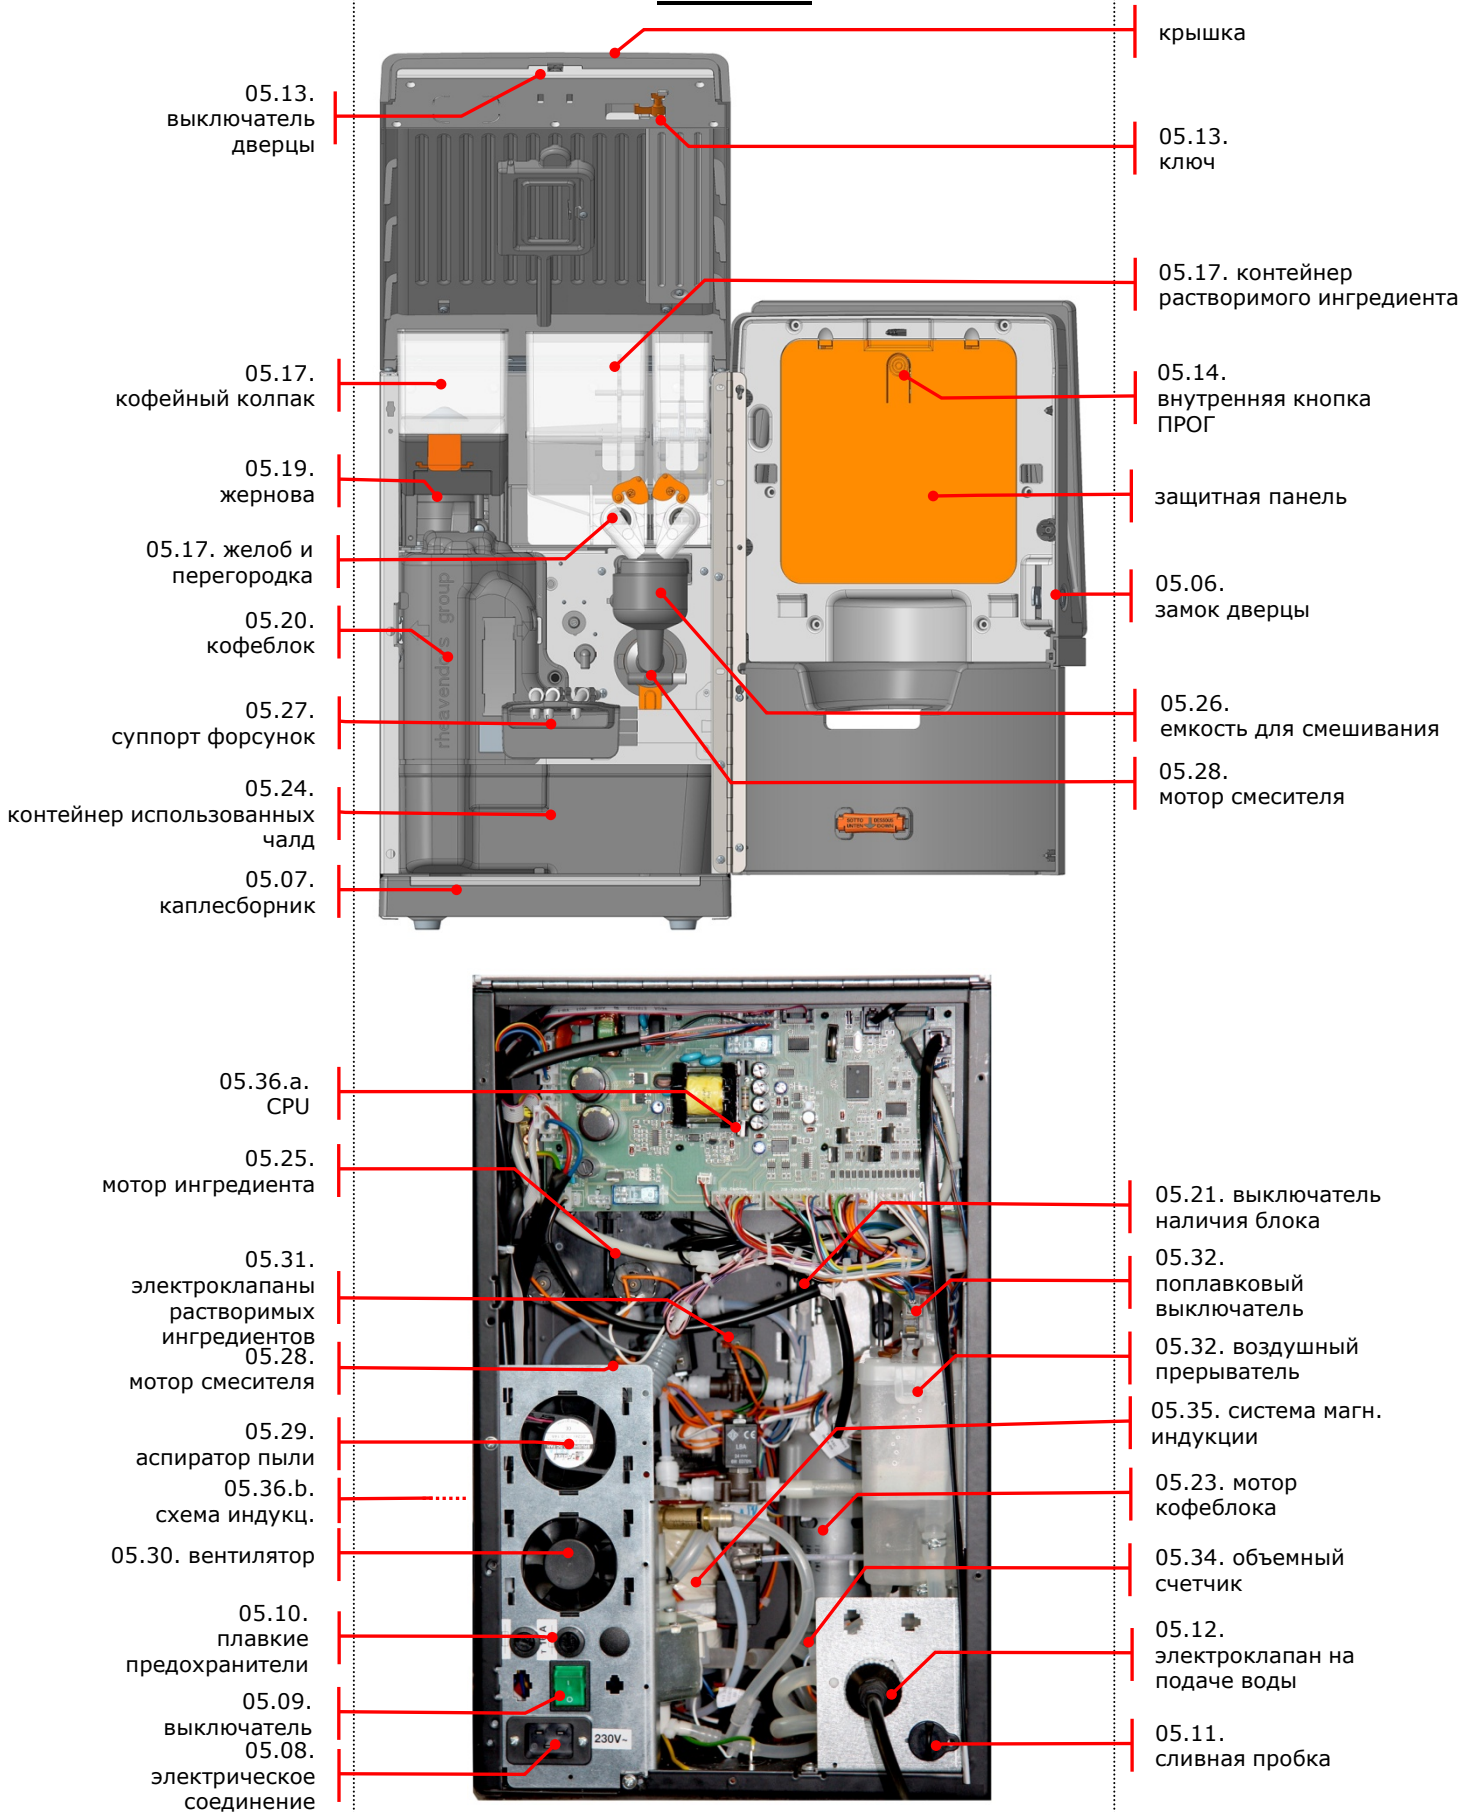 крышка
05.13.
выключатель
дверцы
05.13.
ключ
05.17. контейнер
растворимого ингредиента
05.17.
кофейный колпак
05.14.
внутренняя кнопка
ПРОГ
05.19.
жернова
защитная панель
05.17. желоб и
перегородка
05.06.
замок дверцы
05.20.
кофеблок
rheavendors group
05.27.
суппорт форсунок
05.26.
емкость для смешивания
05.24.
контейнер использованных
чалд
05.28.
мотор смесителя
05.07.
каплесборник
05.36.a.
CPU
05.25.
мотор ингредиента
05.21. выключатель
наличия блока
05.31.
электроклапаны
растворимых
ингредиентов
05.32.
поплавковый
выключатель
05.28.
мотор смесителя
05.32. воздушный
прерыватель
05.29.
аспиратор пыли
05.35. система магн.
индукции
05.36.b.
схема индукц.
05.23. мотор
кофеблока
05.30. вентилятор
05.34. объемный
счетчик
05.10.
плавкие
предохранители
05.12.
электроклапан на
подаче воды
05.09.
выключатель
230V~
05.11.
сливная пробка
05.08.
электрическое
соединение